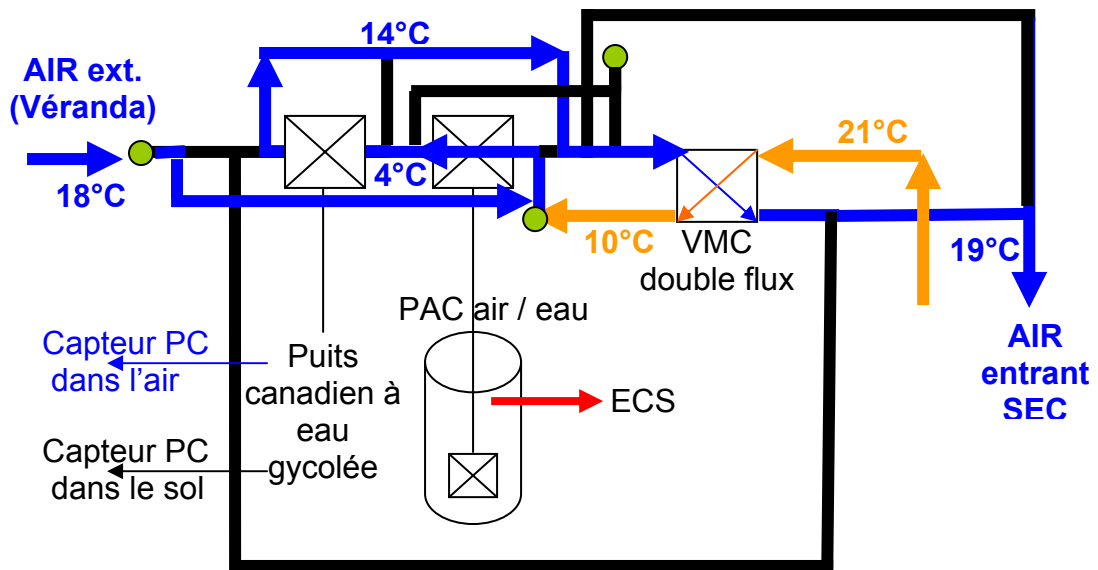 14°C
AIR ext.
(Véranda)
18°C
4°C
21°C
10°C
VMC
double flux
19°C
PAC air / eau
AIR
entrant
SEC
Capteur PC
dans l’air
Puits
canadien à
eau
gycolée
ECS
Capteur PC
dans le sol